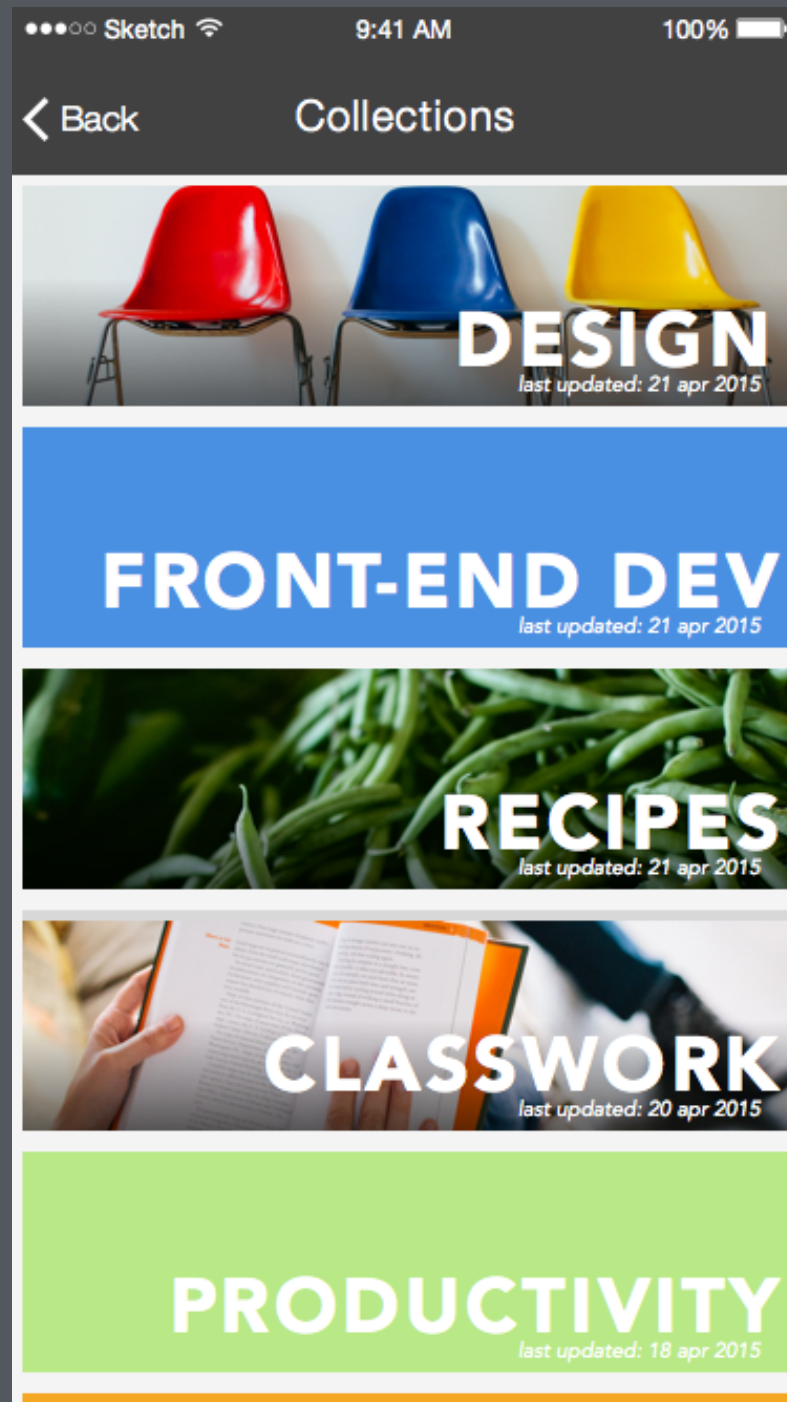 Sketch 9:41 AM 100%
Back Collections
DESIGN
last updated: 21 apr 2015
FRONT-END DEV
last updated: 21 apr 2015
RECIPES
last updated: 21 apr 2015
CLASSWORK
last updated: 20 apr 2015
PRODUCTIVITY
last updated: 18 apr 2015